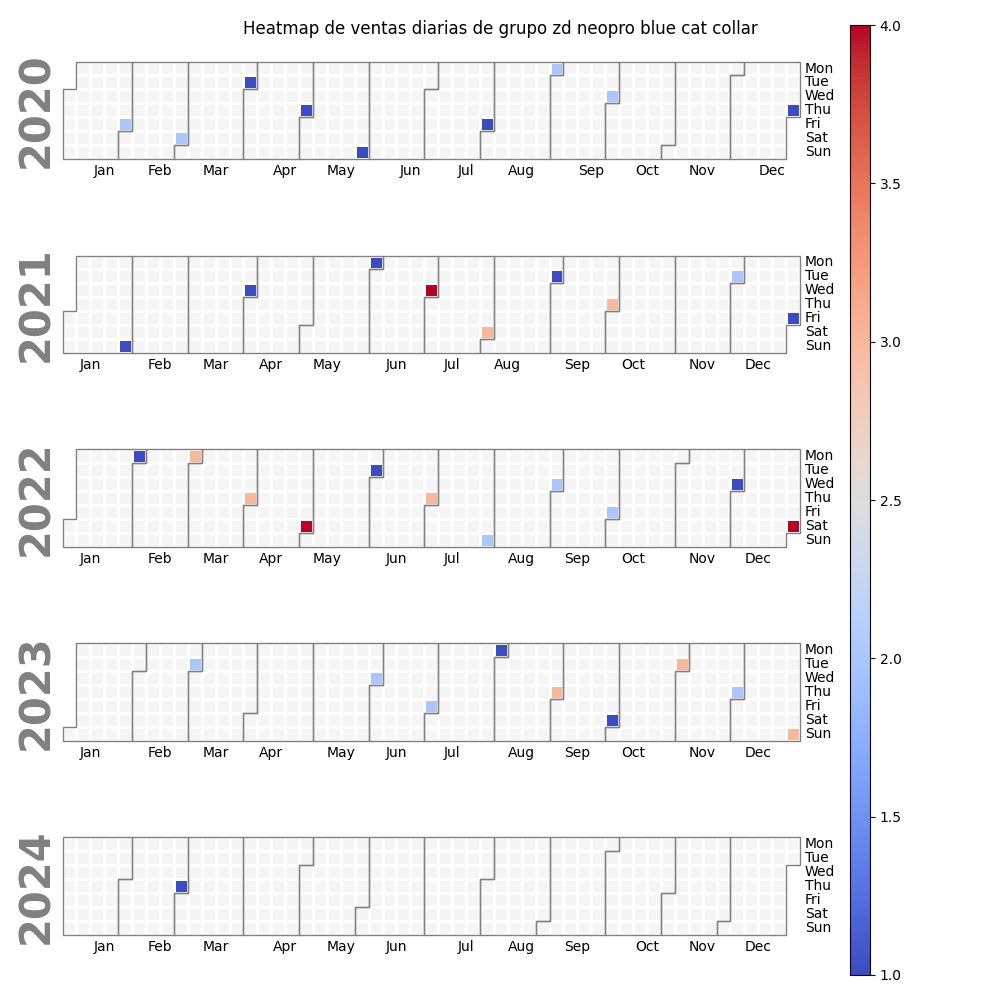 Heatmap de ventas diarias de grupo zd neopro blue cat collar
2020
Mon
Tue
Wed
Thu
Fri
Sat
Sun
Jan Feb Mar Apr May Jun Jul Aug Sep Oct Nov Dec
2021
Mon
Tue
Wed
Thu
Fri
Sat
Sun
Jan Feb Mar Apr May Jun Jul Aug Sep Oct Nov Dec
2022
Mon
Tue
Wed
Thu
Fri
Sat
Sun
Jan Feb Mar Apr May Jun Jul Aug Sep Oct Nov Dec
2023
Mon
Tue
Wed
Thu
Fri
Sat
Sun
Jan Feb Mar Apr May Jun Jul Aug Sep Oct Nov Dec
2024
Mon
Tue
Wed
Thu
Fri
Sat
Sun
Jan Feb Mar Apr May Jun Jul Aug Sep Oct Nov Dec
4.0
3.5
3.0
2.5
2.0
1.5
1.0